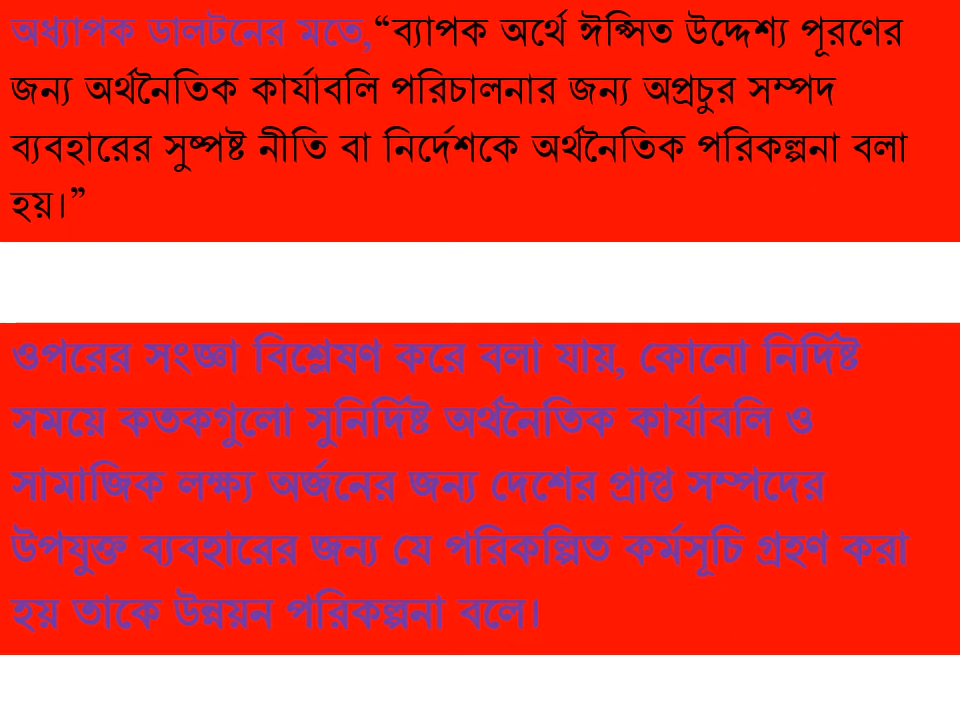 অধ্যাপক ডালটনের মতে,“ব্যাপক অর্থে ঈপ্সিত উদ্দেশ্য পূরণের
জন্য অর্থনৈতিক কার্যাবলি পরিচালনার জন্য অপ্রচুর সম্পদ
ব্যবহারের সুষ্পষ্ট নীতি বা নির্দেশকে অর্থনৈতিক পরিকল্পনা বলা
হয়।”
ওপরের সংজ্ঞা বিশ্লেষণ করে বলা যায়, কোনো নির্দিষ্ট
সময়ে কতকগুলো সুনির্দিষ্ট অর্থনৈতিক কার্যাবলি ও
সামাজিক লক্ষ্য অর্জনের জন্য দেশের প্রাপ্ত সম্পদের
উপযুক্ত ব্যবহারের জন্য যে পরিকল্পিত কর্মসূচি গ্রহণ করা
হয় তাকে উন্নয়ন পরিকল্পনা বলে।